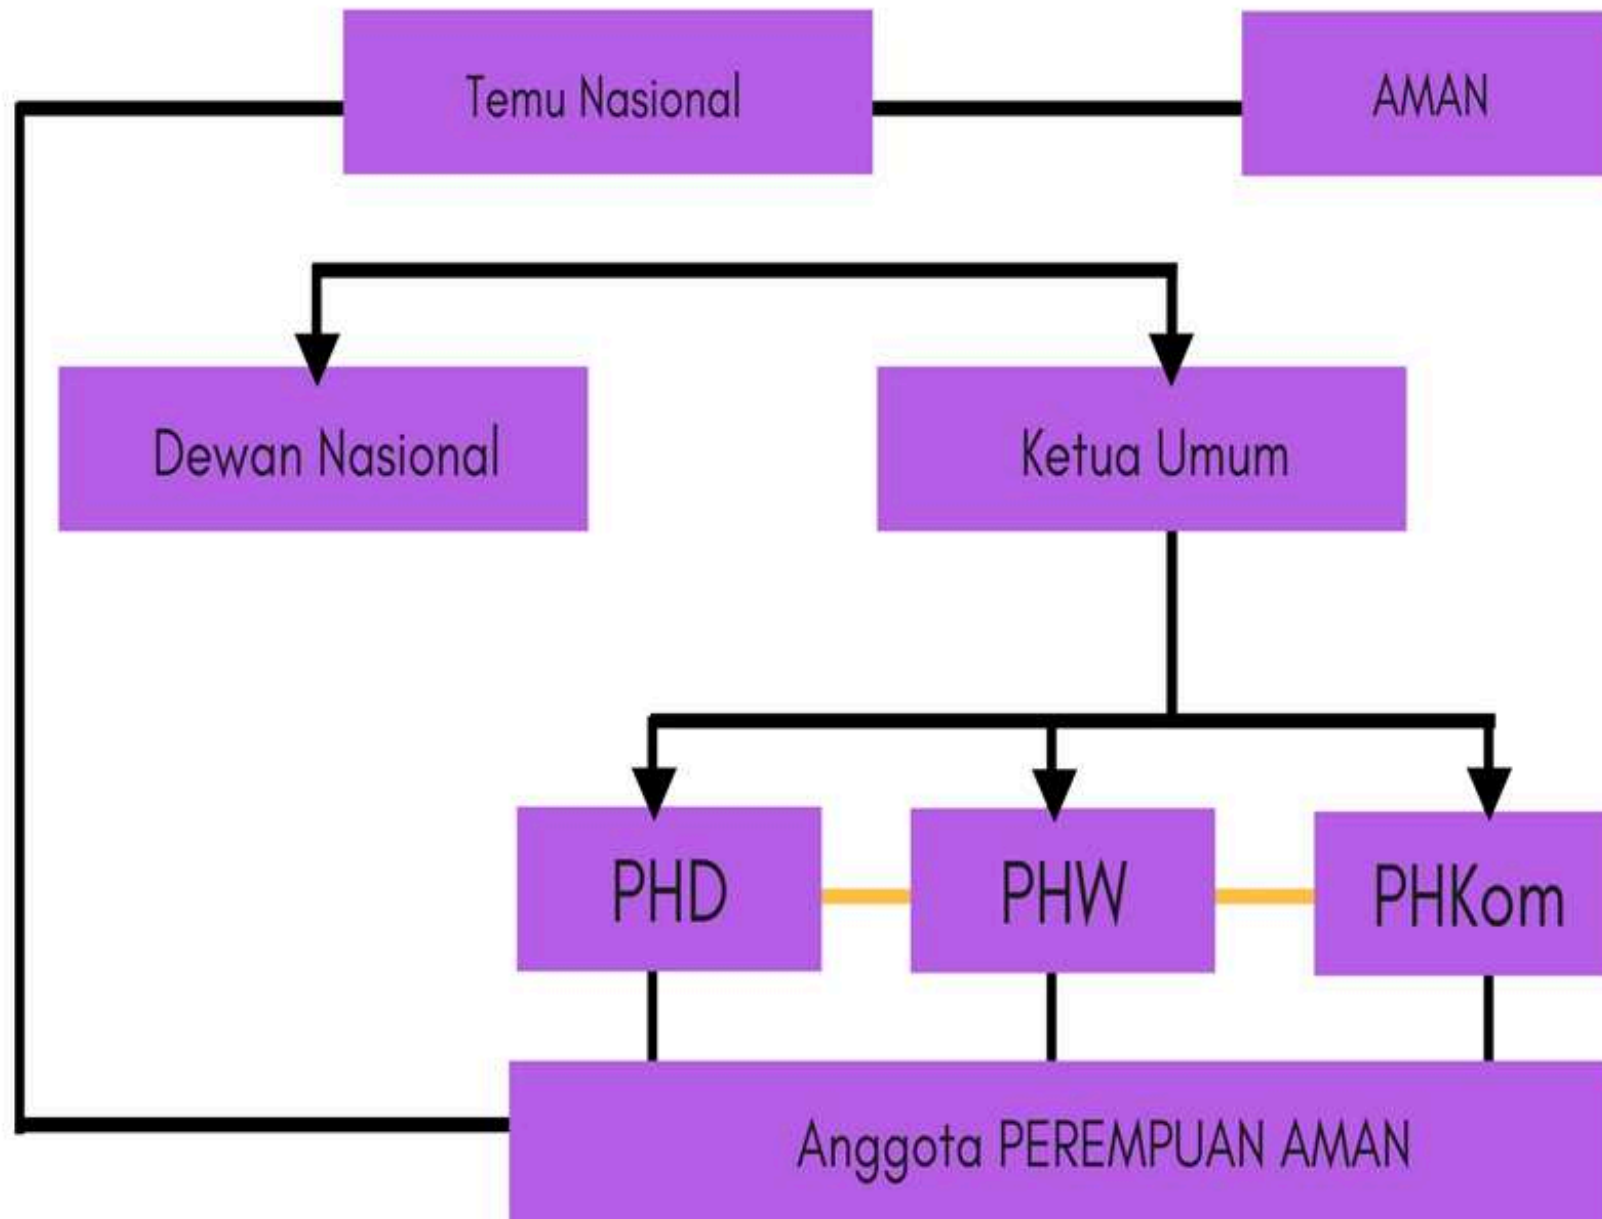 Temu Nasional
AMAN
Dewan Nasional
Ketua Umum
PHD
PHW
PHKom
Anggota PEREMPUAN AMAN